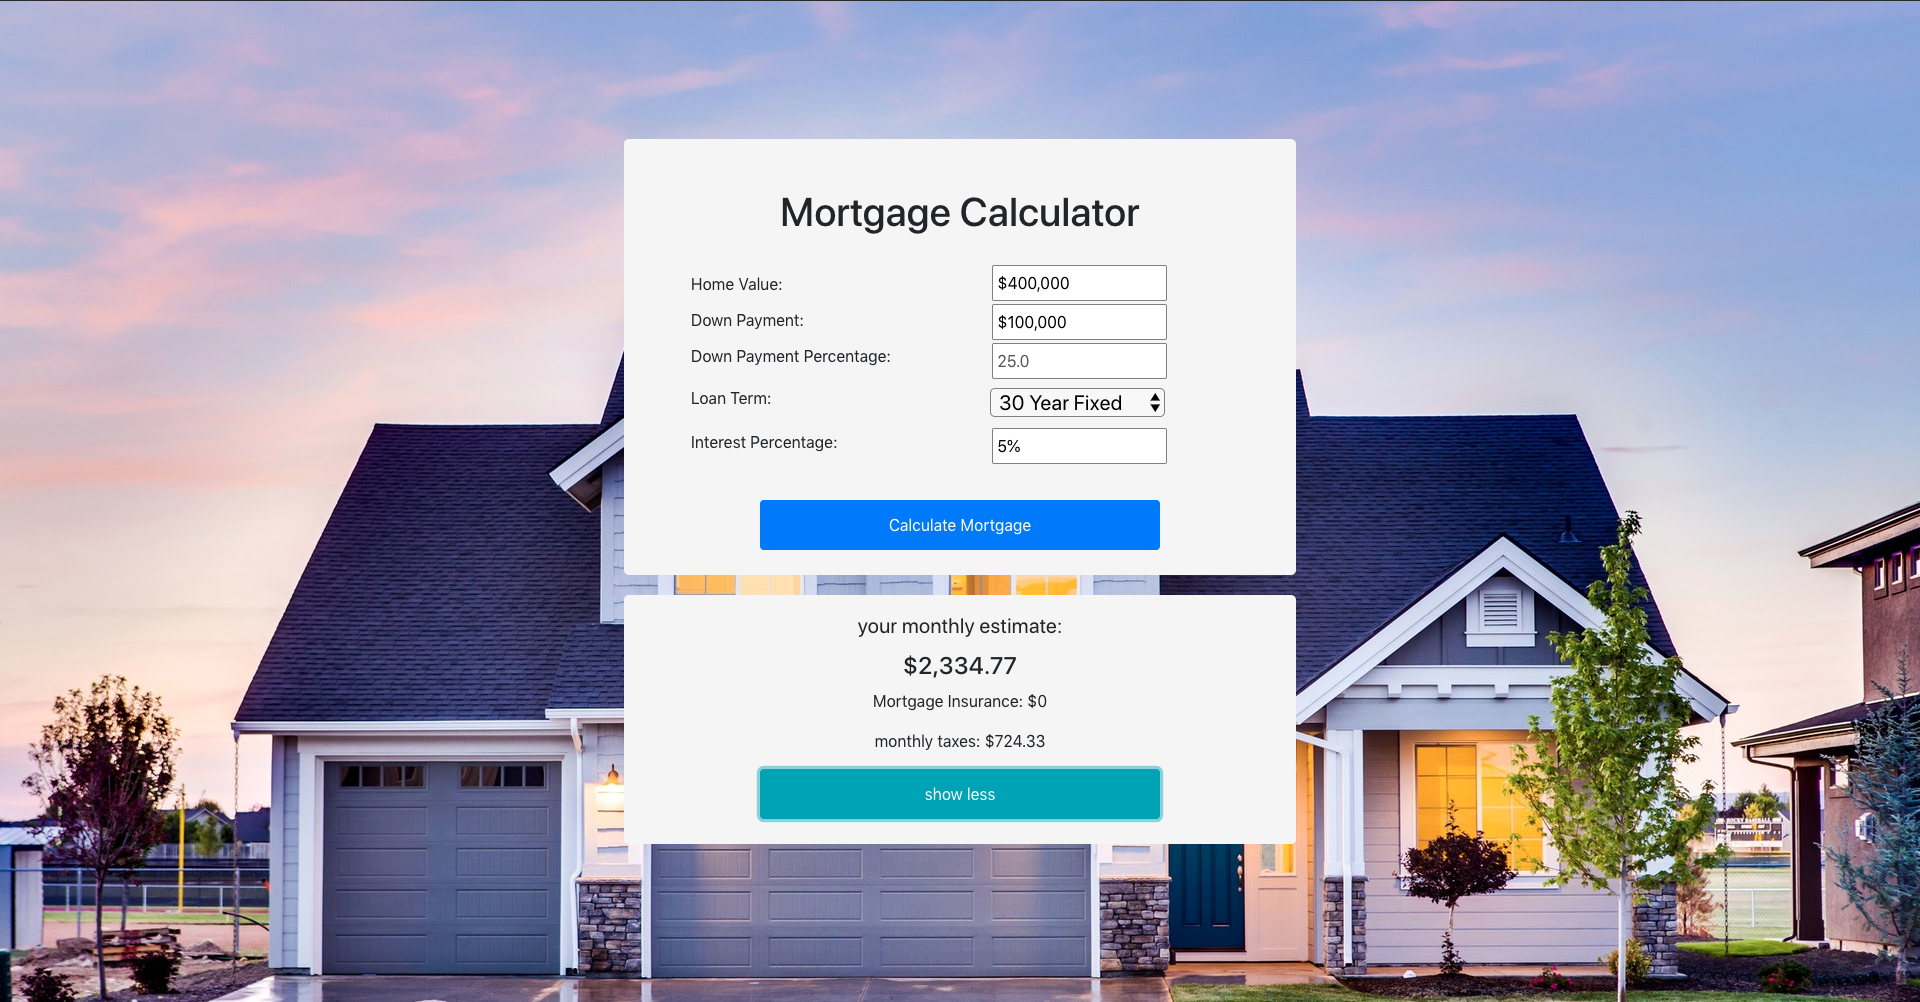 Mortgage Calculator
Home Value: $400,000
Down Payment: $100,000
Down Payment Percentage: 25.0
Loan Term: 30 Year Fixed
Interest Percentage: 5%
Calculate Mortgage
your monthly estimate:
$2,334.77
Mortgage Insurance: $0
monthly taxes: $724.33
show less